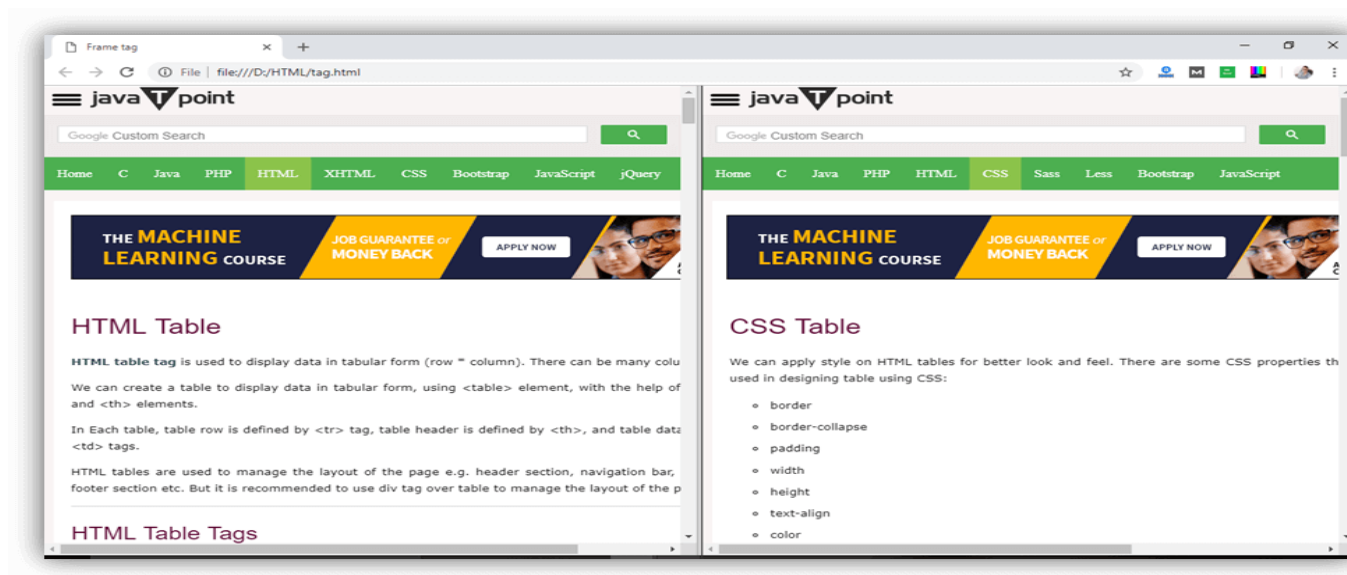 Frame tag
File | file:///D:/HTML/tag.html
java T point
Google Custom Search
Home C Java PHP HTML XHTML CSS Bootstrap JavaScript jQuery
THE MACHINE
LEARNING COURSE
JOB GUARANTEE or
MONEY BACK
APPLY NOW
HTML Table
HTML table tag is used to display data in tabular form (row * column). There can be many colu
We can create a table to display data in tabular form, using <table> element, with the help of
and <th> elements.
In Each table, table row is defined by <tr> tag, table header is defined by <th>, and table data
<td> tags.
HTML tables are used to manage the layout of the page e.g. header section, navigation bar,
footer section etc. But it is recommended to use div tag over table to manage the layout of the p
HTML Table Tags
java T point
Google Custom Search
Home C Java PHP HTML CSS Sass Less Bootstrap JavaScript
THE MACHINE
LEARNING COURSE
JOB GUARANTEE or
MONEY BACK
APPLY NOW
CSS Table
We can apply style on HTML tables for better look and feel. There are some CSS properties th
used in designing table using CSS:
border
border-collapse
padding
width
height
text-align
color